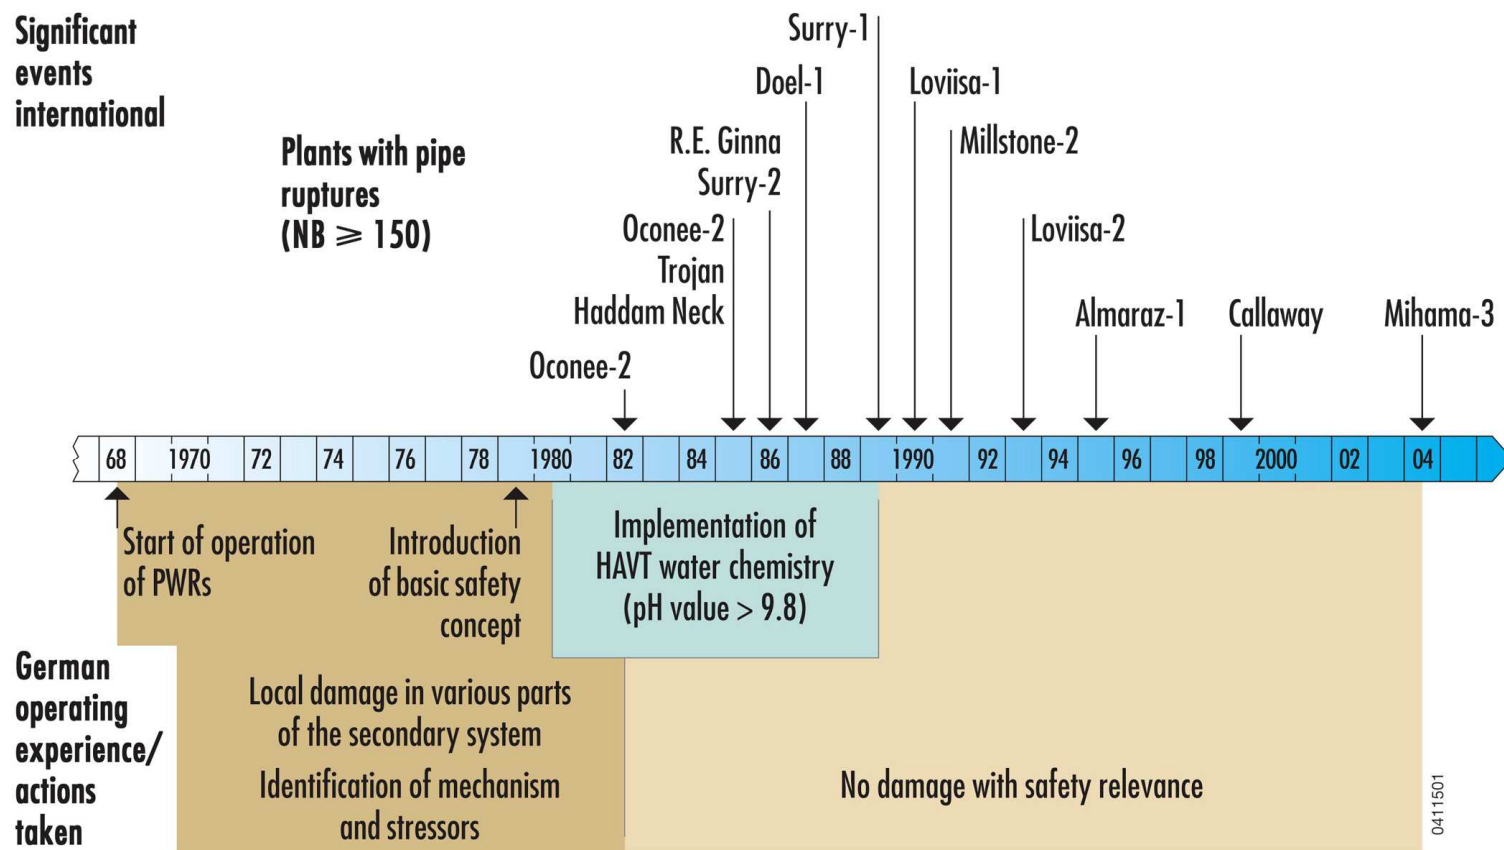 Significant
events
international
Plants with pipe
ruptures
(NB ⩾ 150)
Surry-1
Doel-1
Loviisa-1
R.E. Ginna
Surry-2
Millstone-2
Oconee-2
Trojan
Haddam Neck
Loviisa-2
Oconee-2
Almaraz-1
Callaway
Mihama-3
68 1970 72 74 76 78 1980 82 84 86 88 1990 92 94 96 98 2000 02 04
Start of operation
of PWRs
Introduction
of basic safety
concept
Implementation of
HAVT water chemistry
(pH value > 9.8)
German
operating
experience/
actions
taken
Local damage in various parts
of the secondary system
Identification of mechanism
and stressors
No damage with safety relevance
0411501